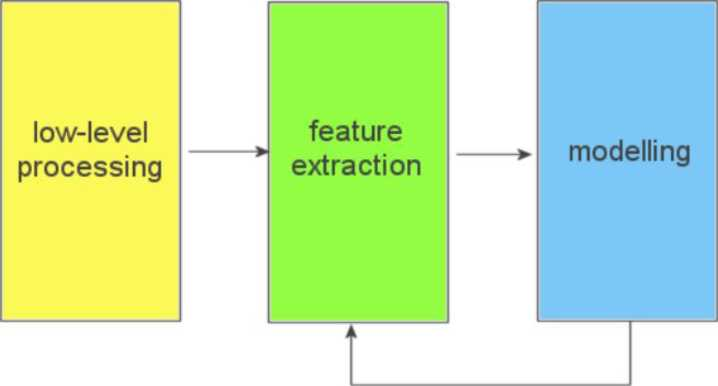 low-level
processing
feature
extraction
modelling